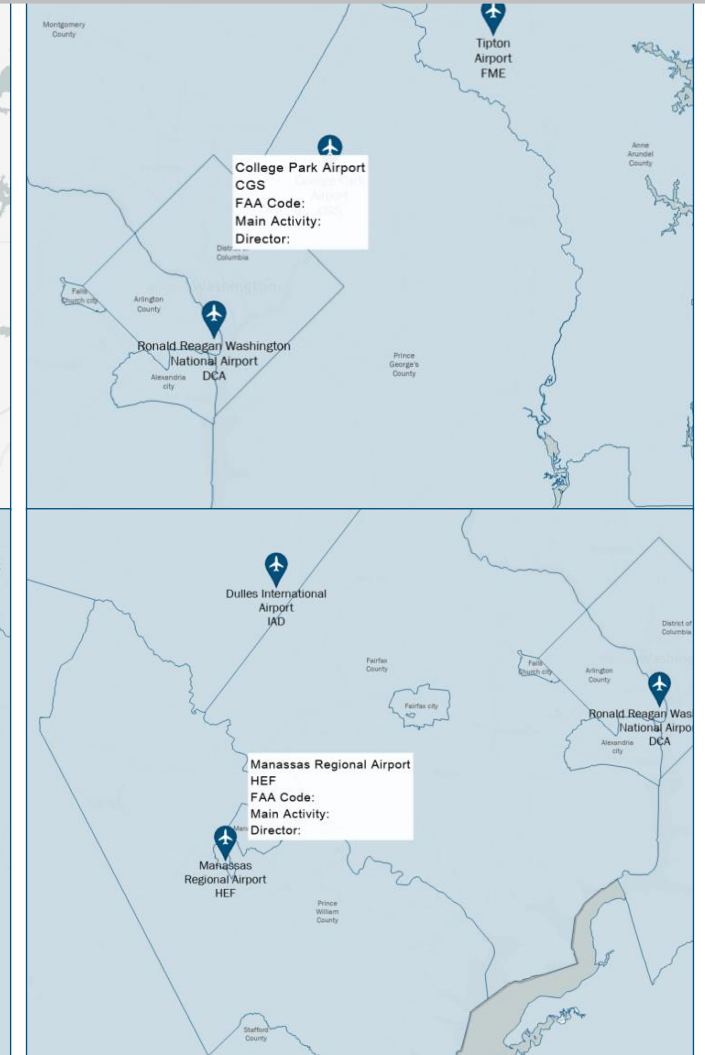 Montgomery
County
Tipton
Airport
FME
Anne
Arundel
County
College Park Airport
CGS
FAA Code:
Main Activity:
Director:
District of
Columbia
Falls
Church city
Arlington
County
Ronald Reagan Washington
National Airport
DCA
Alexandria
city
Prince
George's
County
Dulles International
Airport
IAD
District of
Columbia
Fairfax
County
Falls
Church city
Arlington
County
Fairfax city
Ronald Reagan Was
National Airpo
DCA
Alexandria
city
Manassas Regional Airport
HEF
FAA Code:
Main Activity:
Director:
Manassas
Regional Airport
HEF
Prince
William
County
Stafford
County